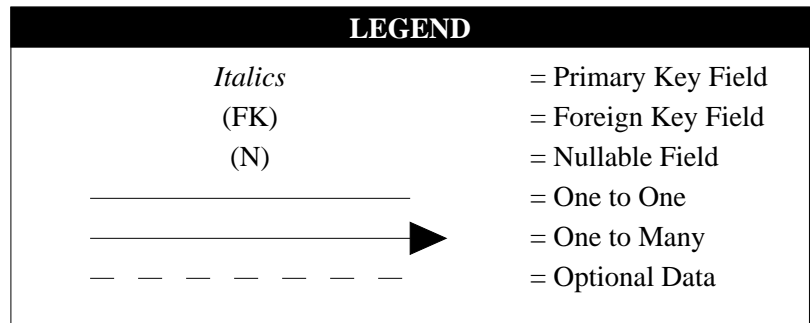 LEGEND
Italics = Primary Key Field
(FK) = Foreign Key Field
(N) = Nullable Field
= One to One
= One to Many
= Optional Data